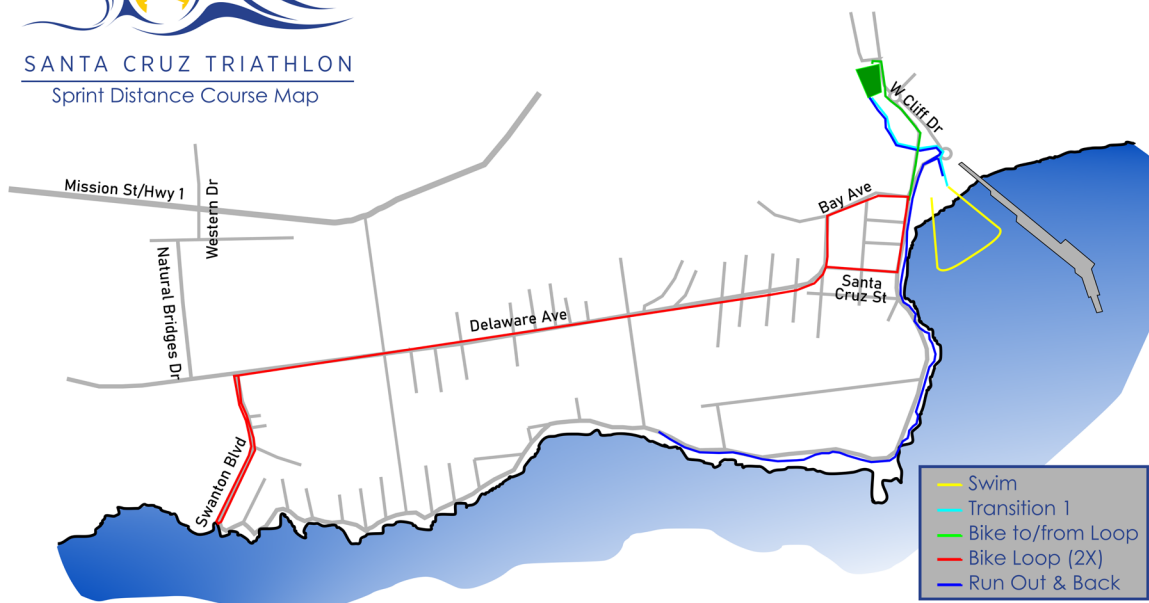 SANTA CRUZ TRIATHLON
Sprint Distance Course Map
W Cliff Dr
Mission St/Hwy 1
Western Dr
Bay Ave
Natural Bridges Dr
Santa
Cruz St
Delaware Ave
Swanton Blvd
Swim
Transition 1
Bike to/from Loop
Bike Loop (2X)
Run Out & Back